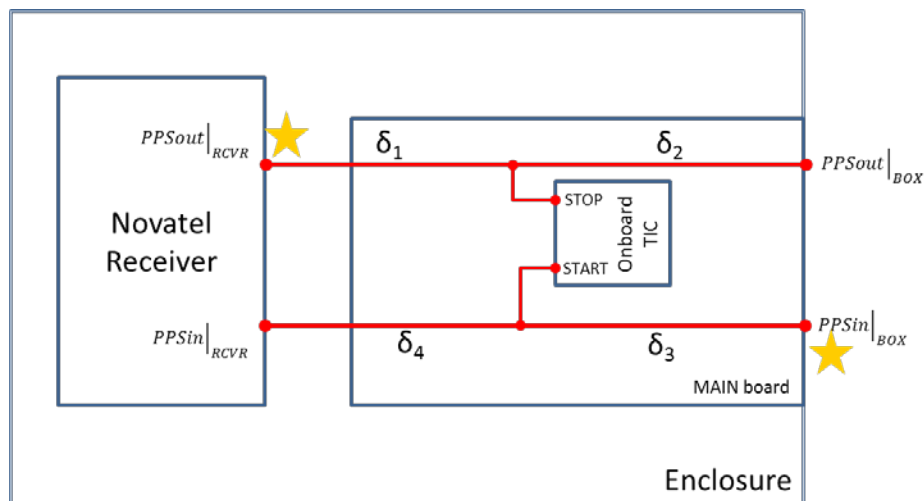 PPSout|RCVR
δ1
δ2
PPSout|BOX
STOP
Novatel
Receiver
Onboard
TIC
START
PPSin|RCVR
δ4
δ3
PPSin|BOX
MAIN board
Enclosure